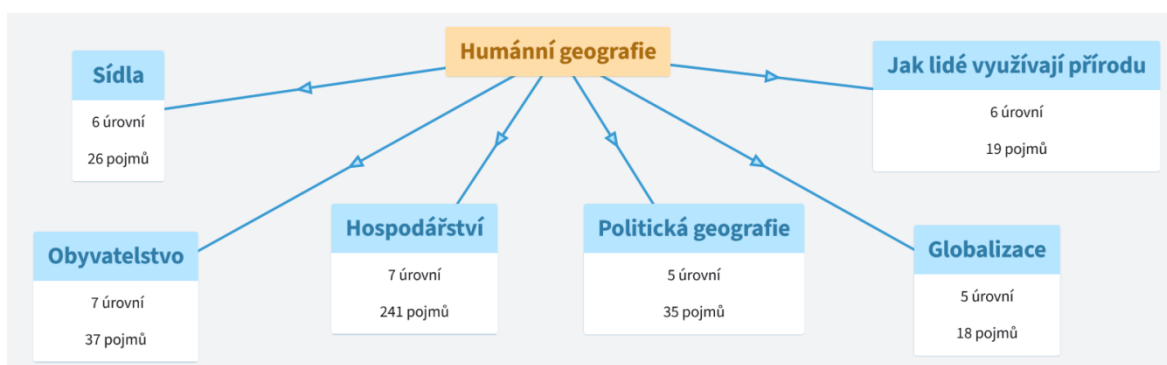 Humánní geografie
Sídla
6 úrovní
26 pojmů
Jak lidé využívají přírodu
6 úrovní
19 pojmů
Obyvatelstvo
7 úrovní
37 pojmů
Hospodářství
7 úrovní
241 pojmů
Politická geografie
5 úrovní
35 pojmů
Globalizace
5 úrovní
18 pojmů